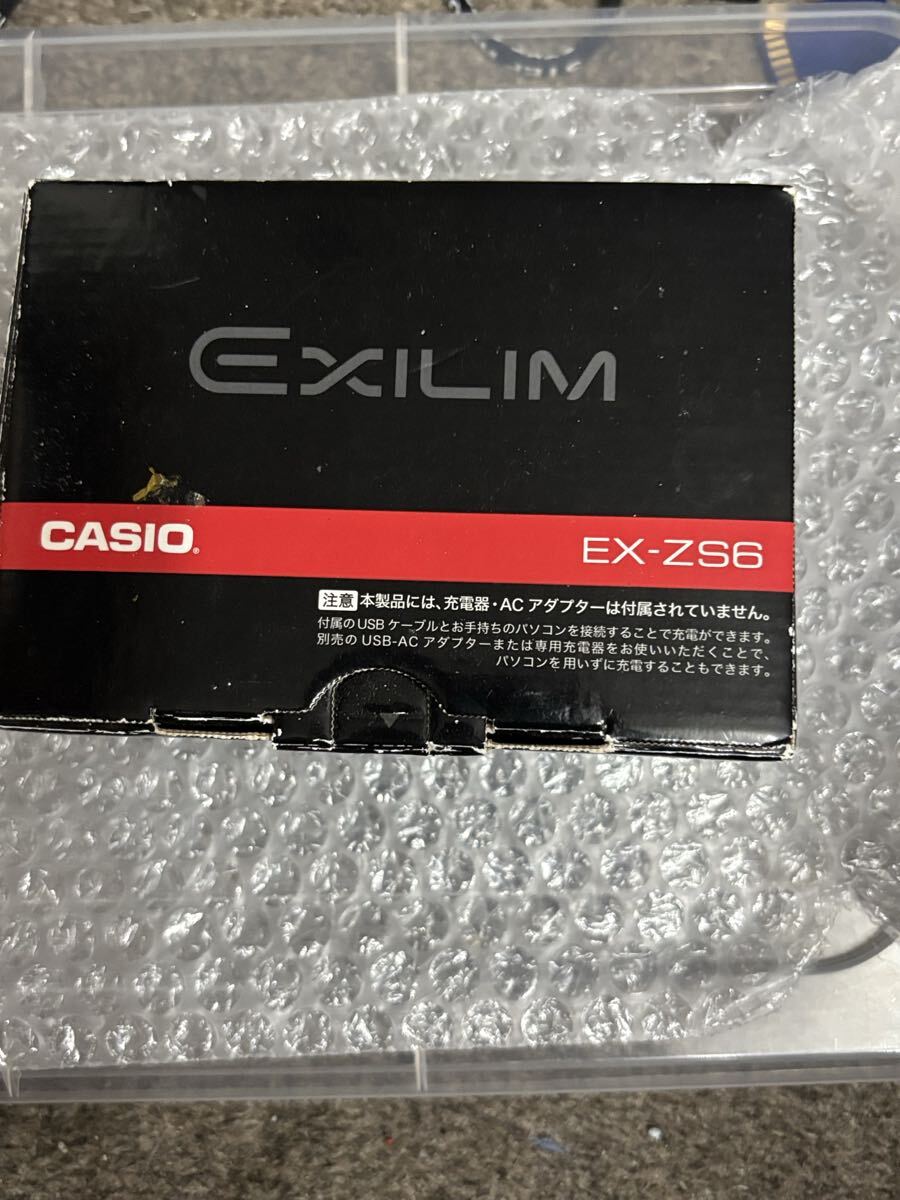 EXILIM
CASIO®
EX-ZS6
注意 本製品には、充電器・ACアダプターは付属されていません。
付属のUSBケーブルとお手持ちのパソコンを接続することで充電ができます。
別売のUSB-ACアダプターまたは専用充電器をお使いいただくことで、
パソコンを用いずに充電することもできます。